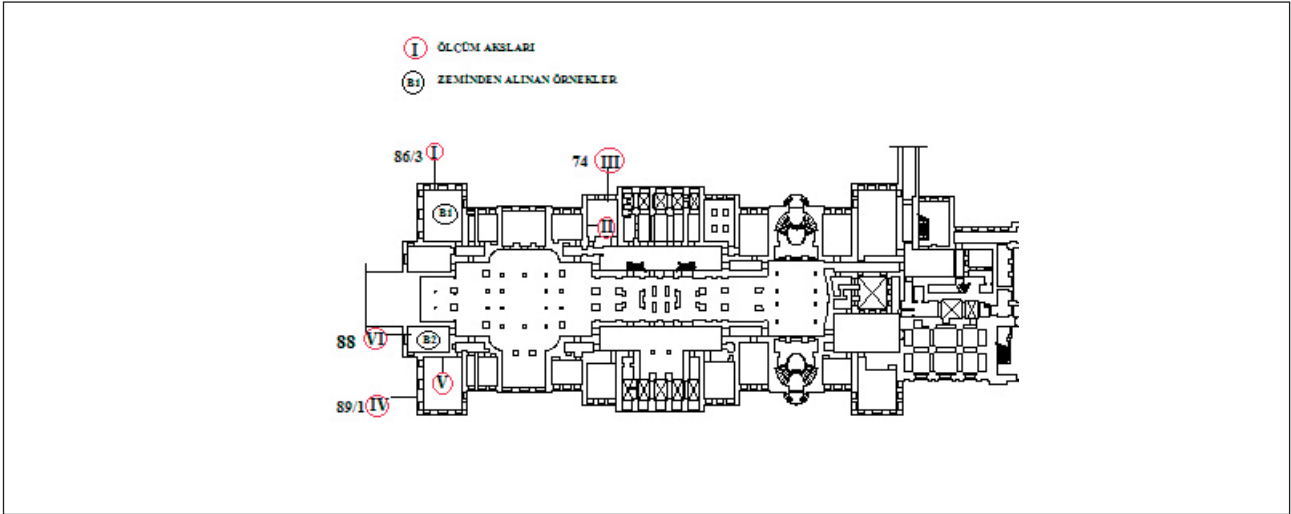 I ÖLÇÜM AKSLARI
B1 ZEMİNDEN ALINAN ÖRNEKLER
86/3 I
74 III
B1
II
88 VI
B2
V
89/1 IV